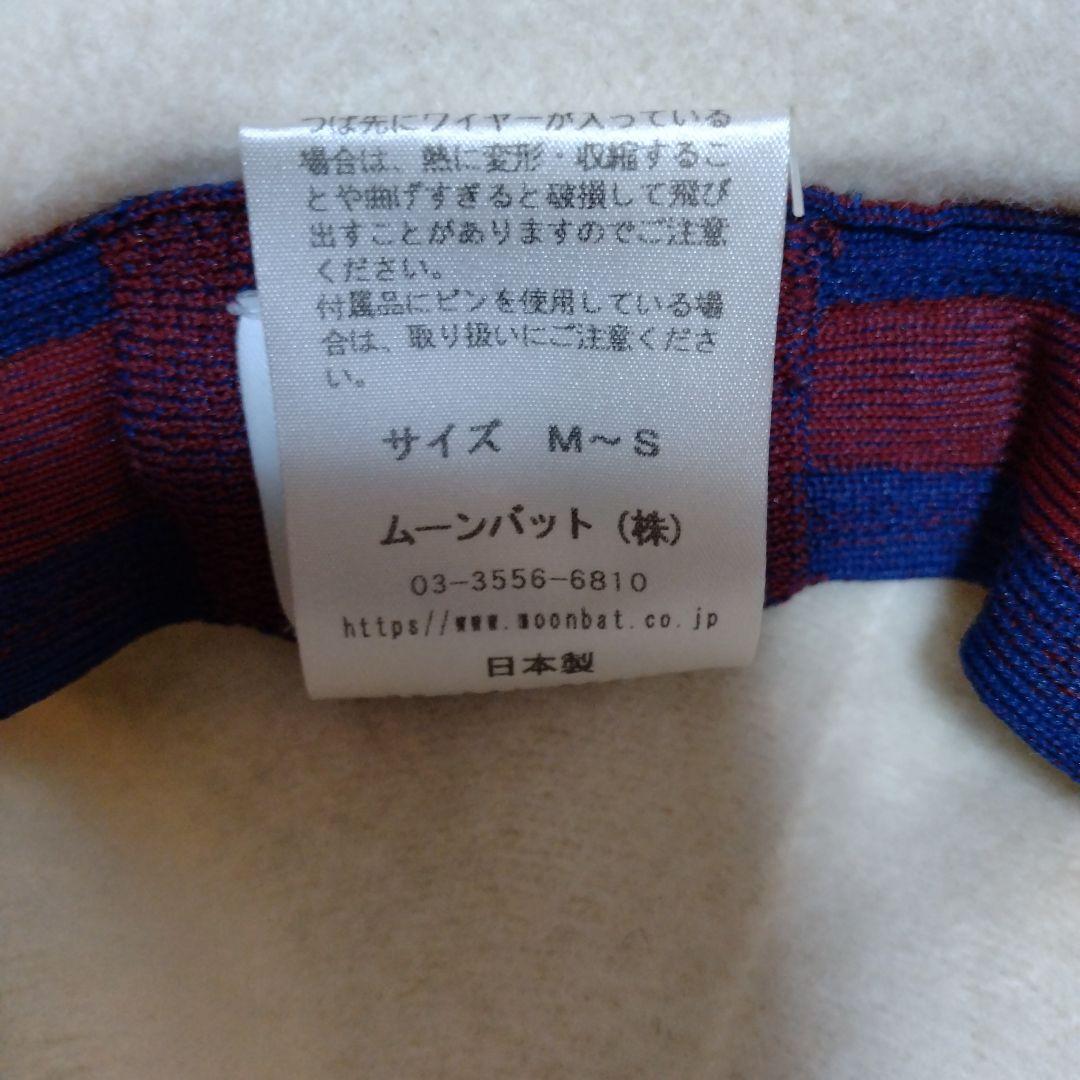 つば先にワイヤーが入っている
場合は、熱に変形・収縮するこ
とや曲げすぎると破損して飛び
出すことがありますのでご注意
ください。
付属品にピンを使用している場
合は、取り扱いにご注意くださ
い。
サイズ M～S
ムーンバット（株）
03-3556-6810
https//www.moonbat.co.jp
日本製